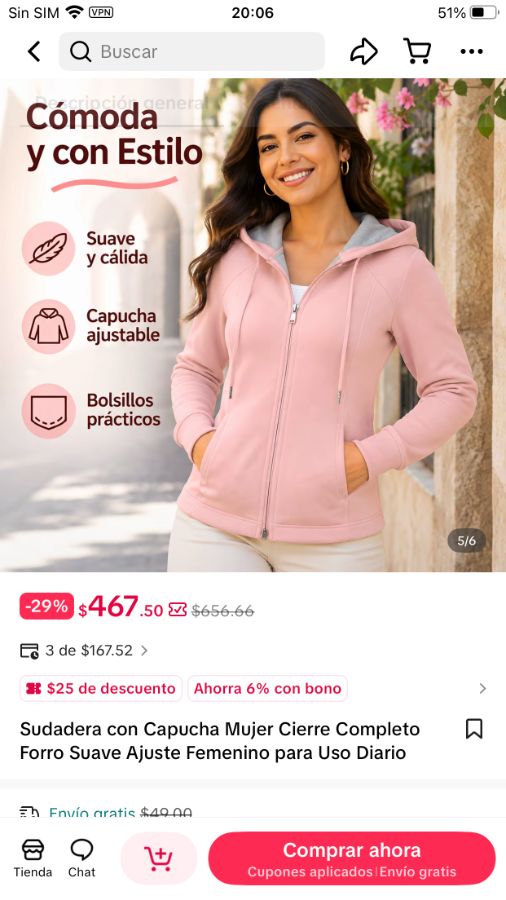 Sin SIM VPN 20:06 51%
Buscar
Descripción general
Cómoda
y con Estilo
Suave
y cálida
Capucha
ajustable
Bolsillos
prácticos
5/6
-29% $467.50 $656.66
3 de $167.52
$25 de descuento Ahorra 6% con bono
Sudadera con Capucha Mujer Cierre Completo
Forro Suave Ajuste Femenino para Uso Diario
Envío gratis $49.00
Comprar ahora
Tienda Chat Cupones aplicados | Envío gratis